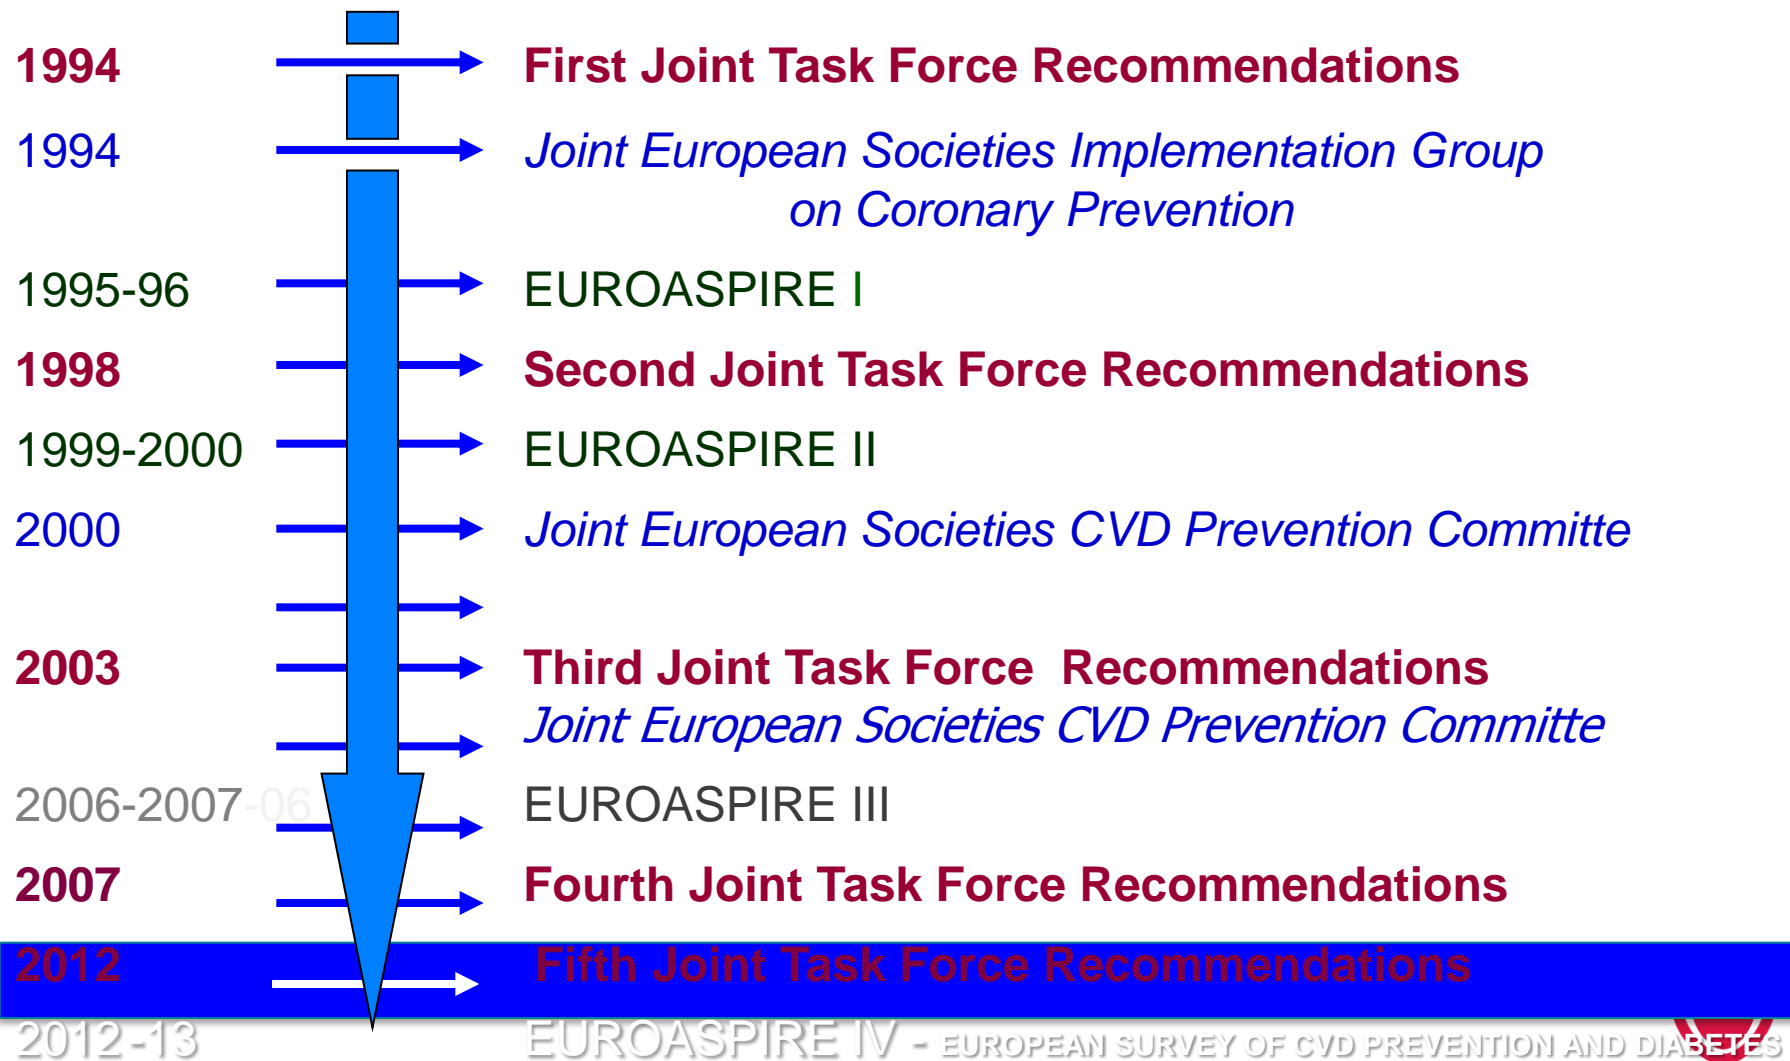 1994 First Joint Task Force Recommendations
1994 Joint European Societies Implementation Group
on Coronary Prevention
1995-96 EUROASPIRE I
1998 Second Joint Task Force Recommendations
1999-2000 EUROASPIRE II
2000 Joint European Societies CVD Prevention Committe
2003 Third Joint Task Force Recommendations
Joint European Societies CVD Prevention Committe
2006-2007-06 EUROASPIRE III
2007 Fourth Joint Task Force Recommendations
2012 Fifth Joint Task Force Recommendations
2012-13 EUROASPIRE IV - EUROPEAN SURVEY OF CVD PREVENTION AND DIABETES